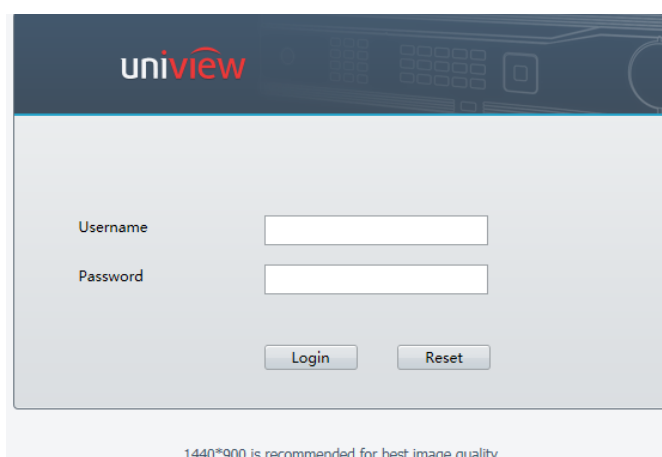 uniview
Username
Password
Login Reset
1440*900 is recommended for best image quality